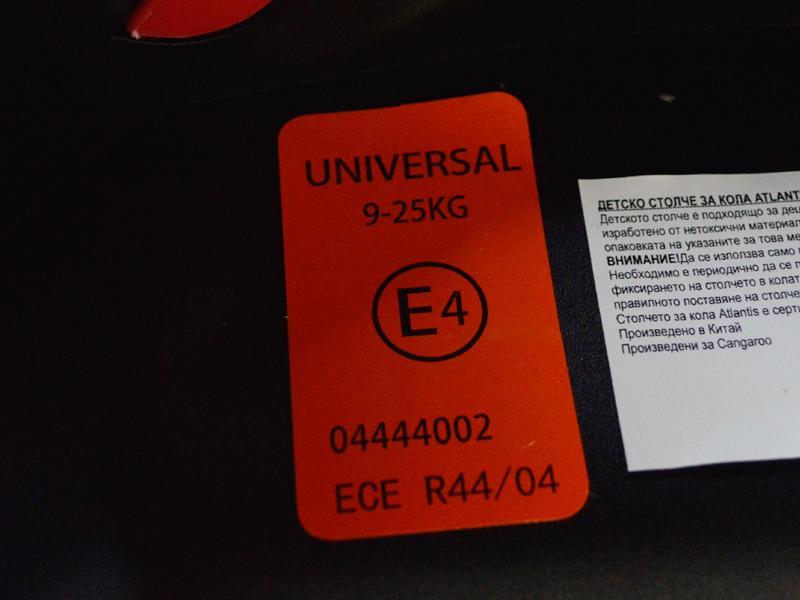 UNIVERSAL
9-25KG
E4
04444002
ECE R44/04
ДЕТСКО СТОЛЧЕ ЗА КОЛА ATLANT
Детското столче е подходящо за дец
изработено от нетоксични материал
опаковката на указаните за това ме
ВНИМАНИЕ!Да се използва само
Необходимо е периодично да се п
фиксирането на столчето в колат
правилното поставяне на столче
Столчето за кола Atlantis е серти
Произведено в Китай
Произведени за Cangaroo